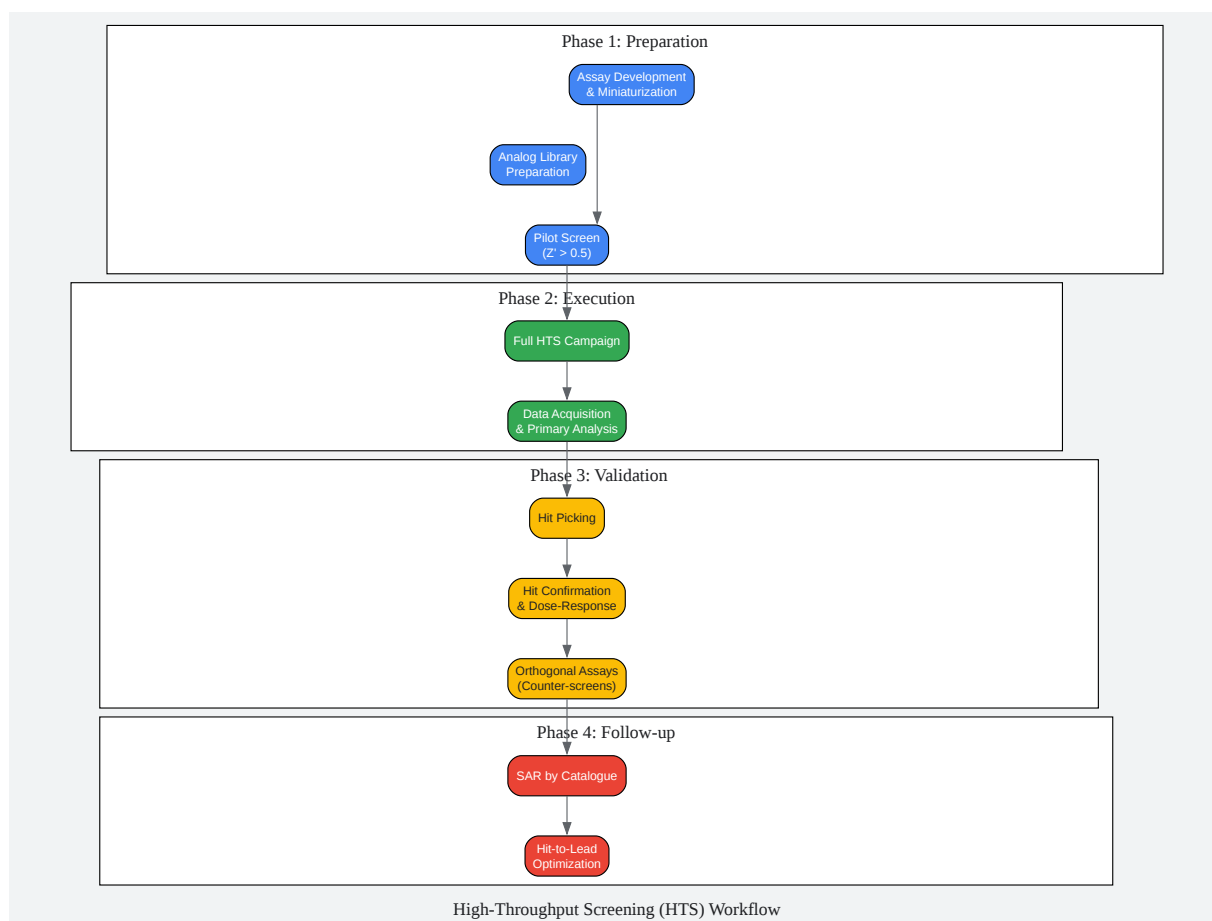 Phase 1: Preparation
Assay Development
& Miniaturization
Analog Library
Preparation
Pilot Screen
(Z' > 0.5)
Phase 2: Execution
Full HTS Campaign
Data Acquisition
& Primary Analysis
Phase 3: Validation
Hit Picking
Hit Confirmation
& Dose-Response
Orthogonal Assays
(Counter-screens)
Phase 4: Follow-up
SAR by Catalogue
Hit-to-Lead
Optimization
High-Throughput Screening (HTS) Workflow